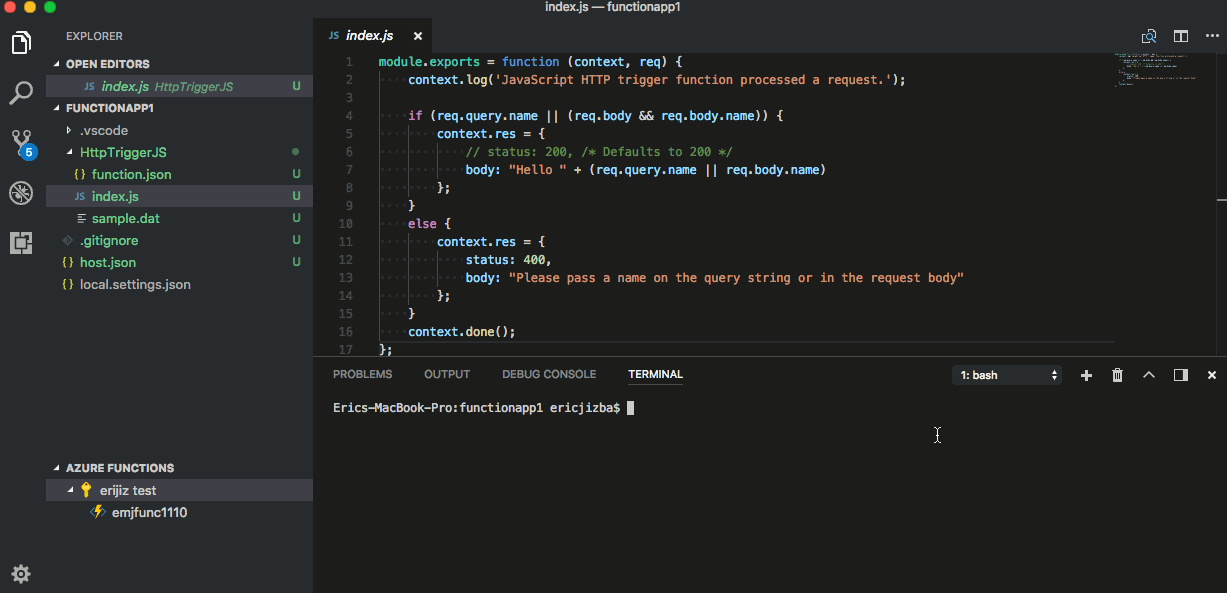 index.js — functionapp1
EXPLORER
OPEN EDITORS
JS index.js HttpTriggerJS U
FUNCTIONAPP1
.vscode
HttpTriggerJS
{} function.json U
JS index.js U
sample.dat U
.gitignore U
{} host.json U
{} local.settings.json
5
AZURE FUNCTIONS
erijiz test
emjfunc1110
JS index.js ×
1 module.exports = function (context, req) {
2 context.log('JavaScript HTTP trigger function processed a request.');
3
4 if (req.query.name || (req.body && req.body.name)) {
5 context.res = {
6 // status: 200, /* Defaults to 200 */
7 body: "Hello " + (req.query.name || req.body.name)
8 };
9 }
10 else {
11 context.res = {
12 status: 400,
13 body: "Please pass a name on the query string or in the request body"
14 };
15 }
16 context.done();
17 };
PROBLEMS OUTPUT DEBUG CONSOLE TERMINAL 1: bash
Erics-MacBook-Pro:functionapp1 ericjizba$